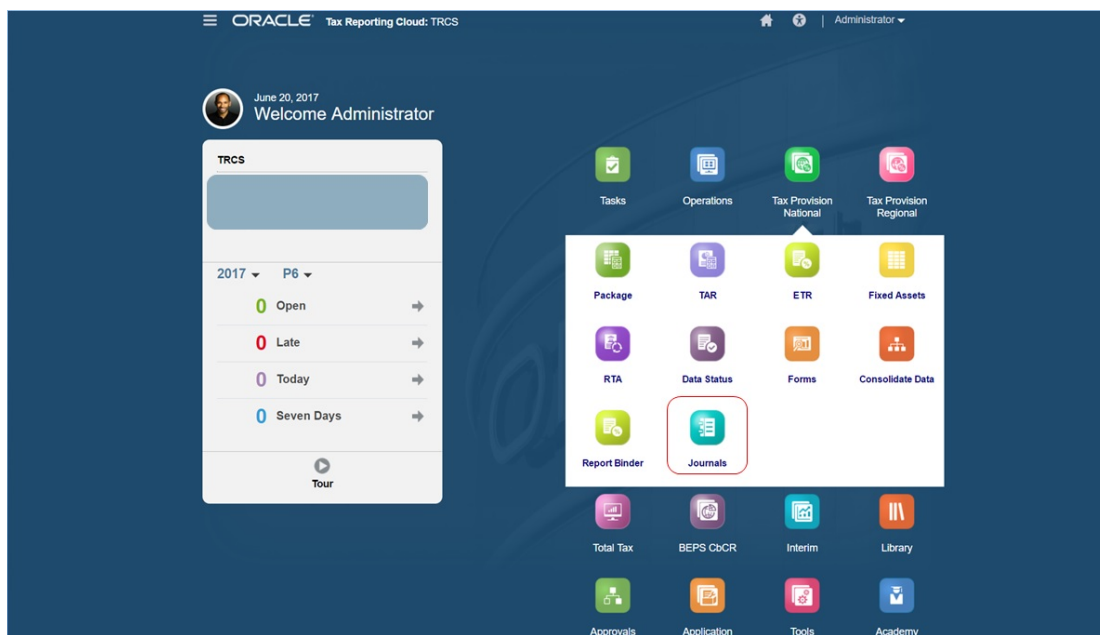 ORACLE® Tax Reporting Cloud: TRCS
Administrator
June 20, 2017
Welcome Administrator
TRCS
2017 P6
0 Open
0 Late
0 Today
0 Seven Days
Tour
Tasks Operations Tax Provision National Tax Provision Regional
Package TAR ETR Fixed Assets
RTA Data Status Forms Consolidate Data
Report Binder Journals
Total Tax BEPS CbCR Interim Library
Approvals Application Tools Academy